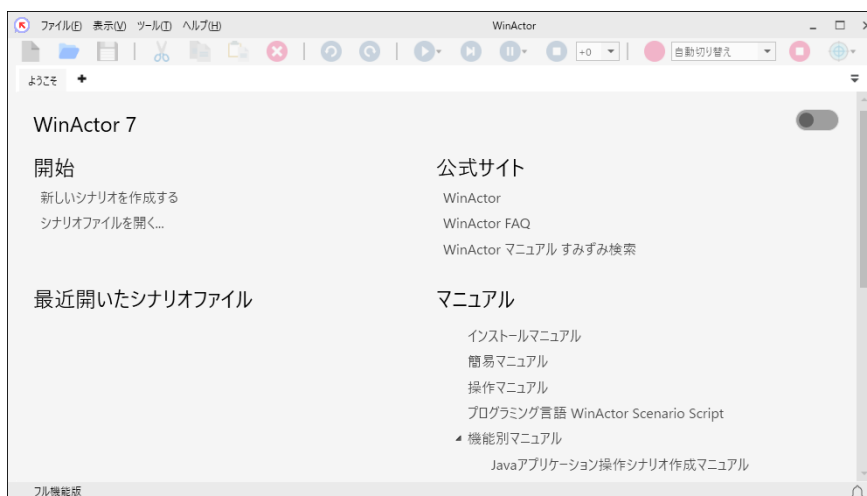 ファイル(F) 表示(V) ツール(T) ヘルプ(H) WinActor
+0 自動切り替え
ようこそ
WinActor 7
開始
新しいシナリオを作成する
シナリオファイルを開く...
公式サイト
WinActor
WinActor FAQ
WinActor マニュアル すみずみ検索
最近開いたシナリオファイル
マニュアル
インストールマニュアル
簡易マニュアル
操作マニュアル
プログラミング言語 WinActor Scenario Script
機能別マニュアル
Javaアプリケーション操作シナリオ作成マニュアル
フル機能版